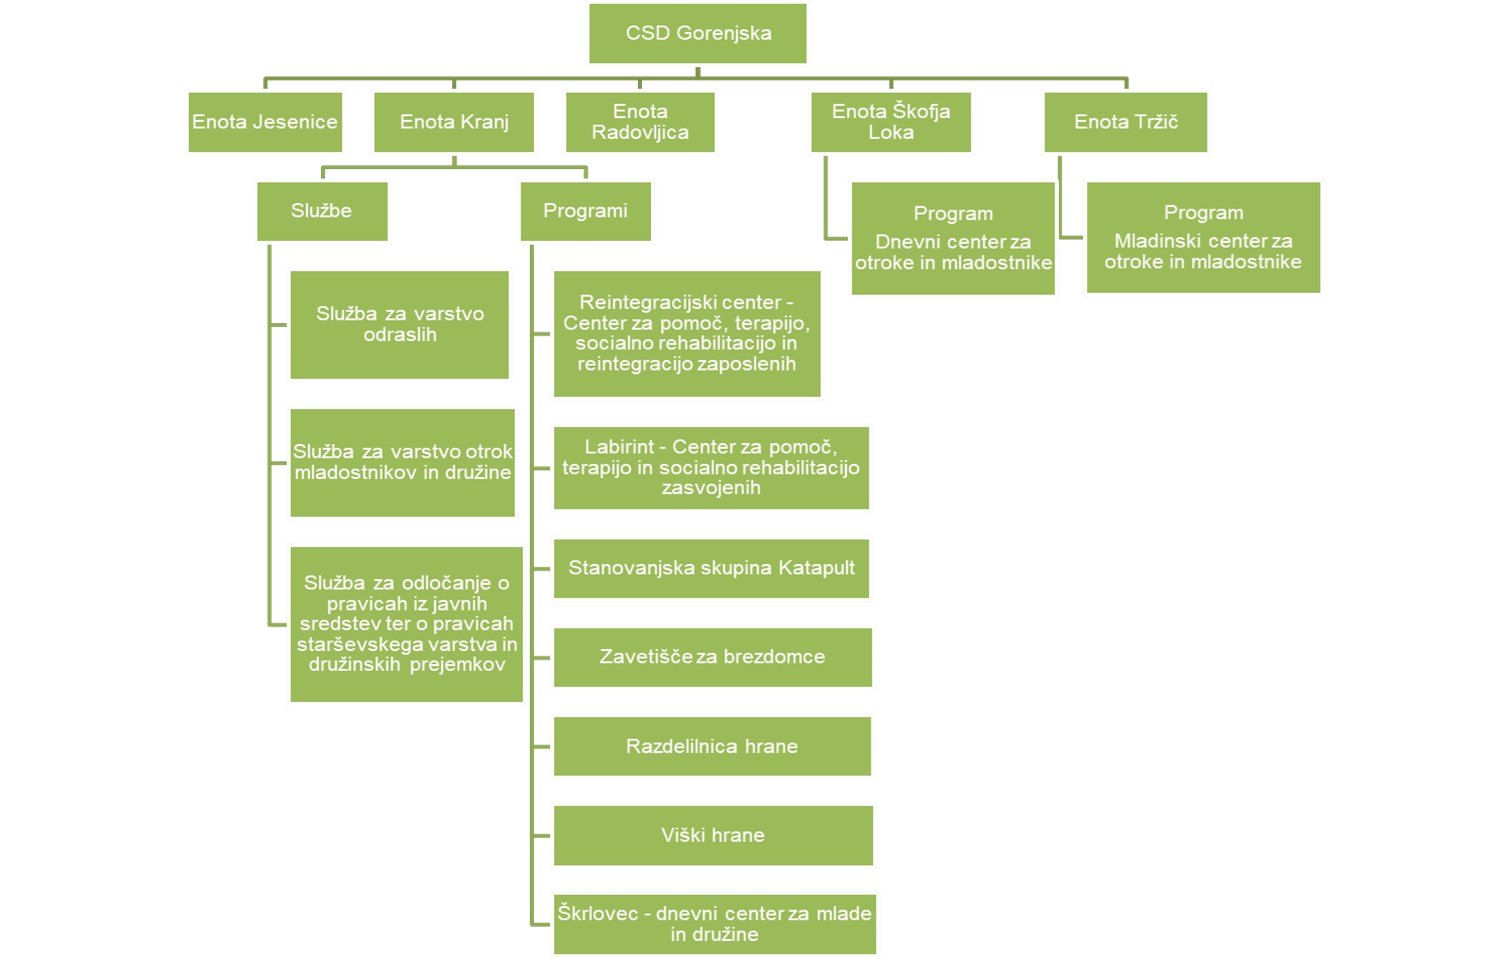 CSD Gorenjska
Enota Jesenice
Enota Kranj
Enota
Radovljica
Enota Škofja
Loka
Enota Tržič
Službe
Programi
Program
Dnevni center za
otroke in mladostnike
Program
Mladinski center za
otroke in mladostnike
Služba za varstvo
odraslih
Služba za varstvo otrok
mladostnikov in družine
Služba za odločanje o
pravicah iz javnih
sredstev ter o pravicah
starševskega varstva in
družinskih prejemkov
Reintegracijski center -
Center za pomoč, terapijo,
socialno rehabilitacijo in
reintegracijo zaposlenih
Labirint - Center za pomoč,
terapijo in socialno rehabilitacijo
zasvojenih
Stanovanjska skupina Katapult
Zavetišče za brezdomce
Razdelilnica hrane
Viški hrane
Škrlovec - dnevni center za mlade
in družine